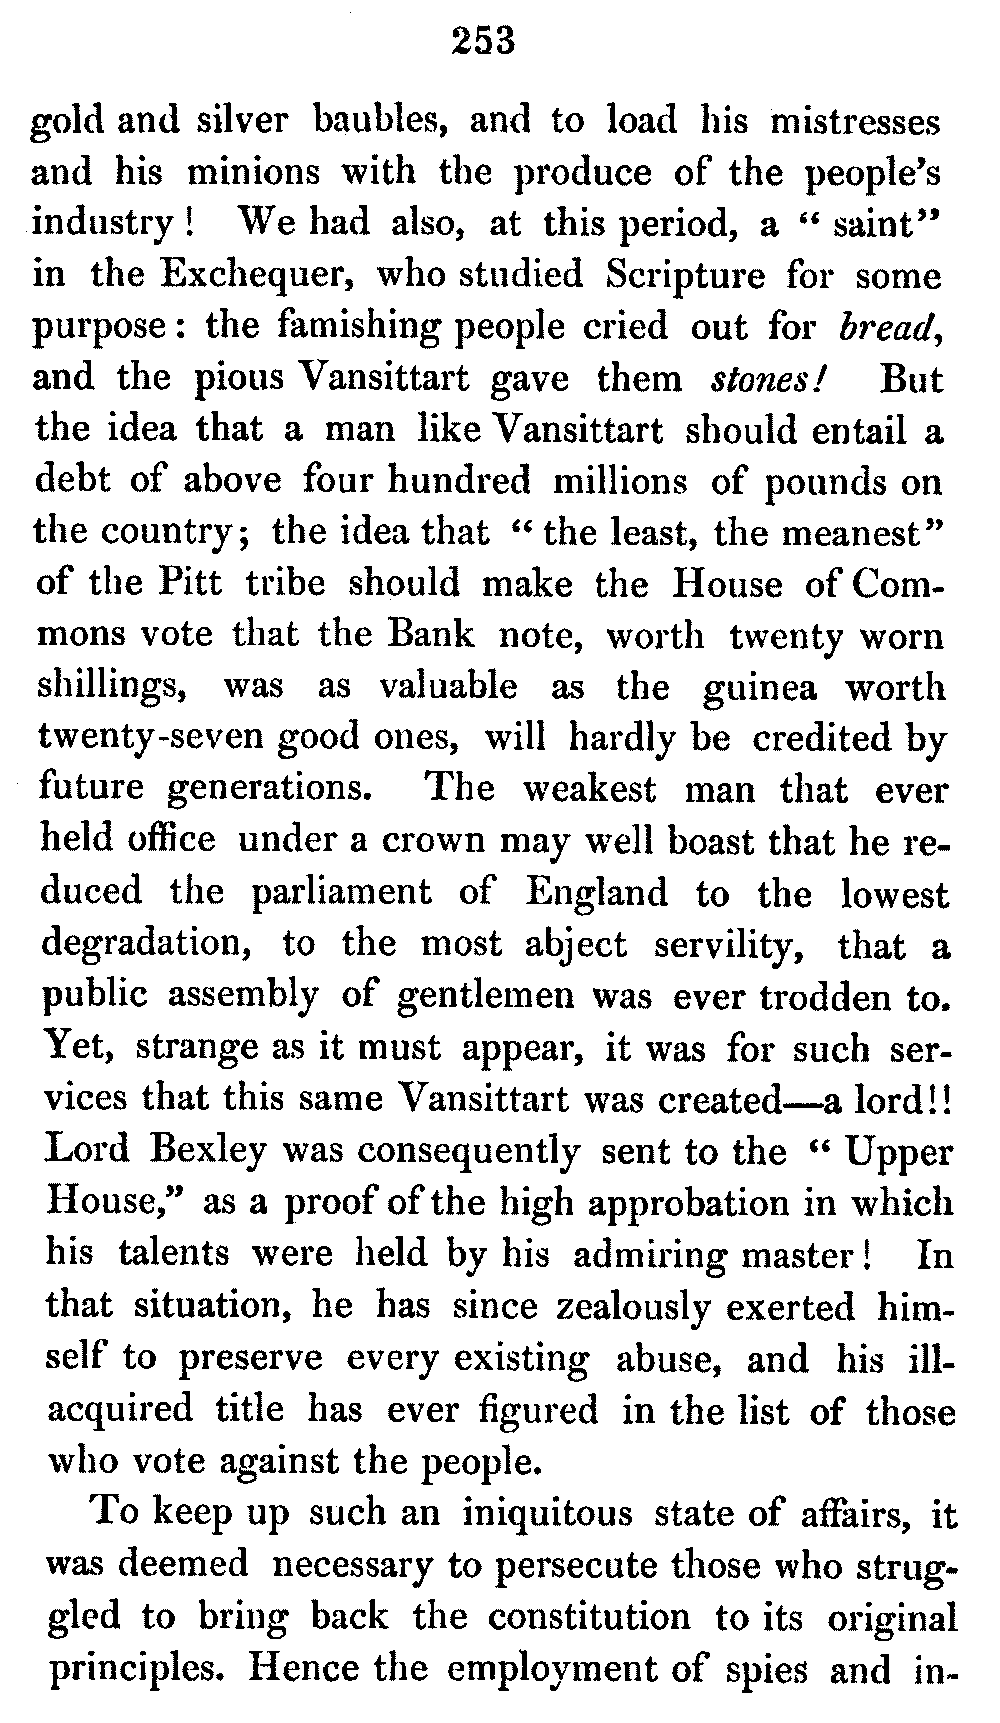 253
gold and silver baubles, and to load his mistresses
and his minions with the produce of the people's
industry ! We had also, at this period, a “ saint”
in the Exchequer, who studied Scripture for some
purpose : the famishing people cried out for bread,
and the pious Vansittart gave them stones! But
the idea that a man like Vansittart should entail a
debt of above four hundred millions of pounds on
the country; the idea that “ the least, the meanest”
of the Pitt tribe should make the House of Com-
mons vote that the Bank note, worth twenty worn
shillings, was as valuable as the guinea worth
twenty-seven good ones, will hardly be credited by
future generations. The weakest man that ever
held office under a crown may well boast that he re-
duced the parliament of England to the lowest
degradation, to the most abject servility, that a
public assembly of gentlemen was ever trodden to.
Yet, strange as it must appear, it was for such ser-
vices that this same Vansittart was created—a lord!!
Lord Bexley was consequently sent to the “ Upper
House,” as a proof of the high approbation in which
his talents were held by his admiring master! In
that situation, he has since zealously exerted him-
self to preserve every existing abuse, and his ill-
acquired title has ever figured in the list of those
who vote against the people.
To keep up such an iniquitous state of affairs, it
was deemed necessary to persecute those who strug-
gled to bring back the constitution to its original
principles. Hence the employment of spies and in-